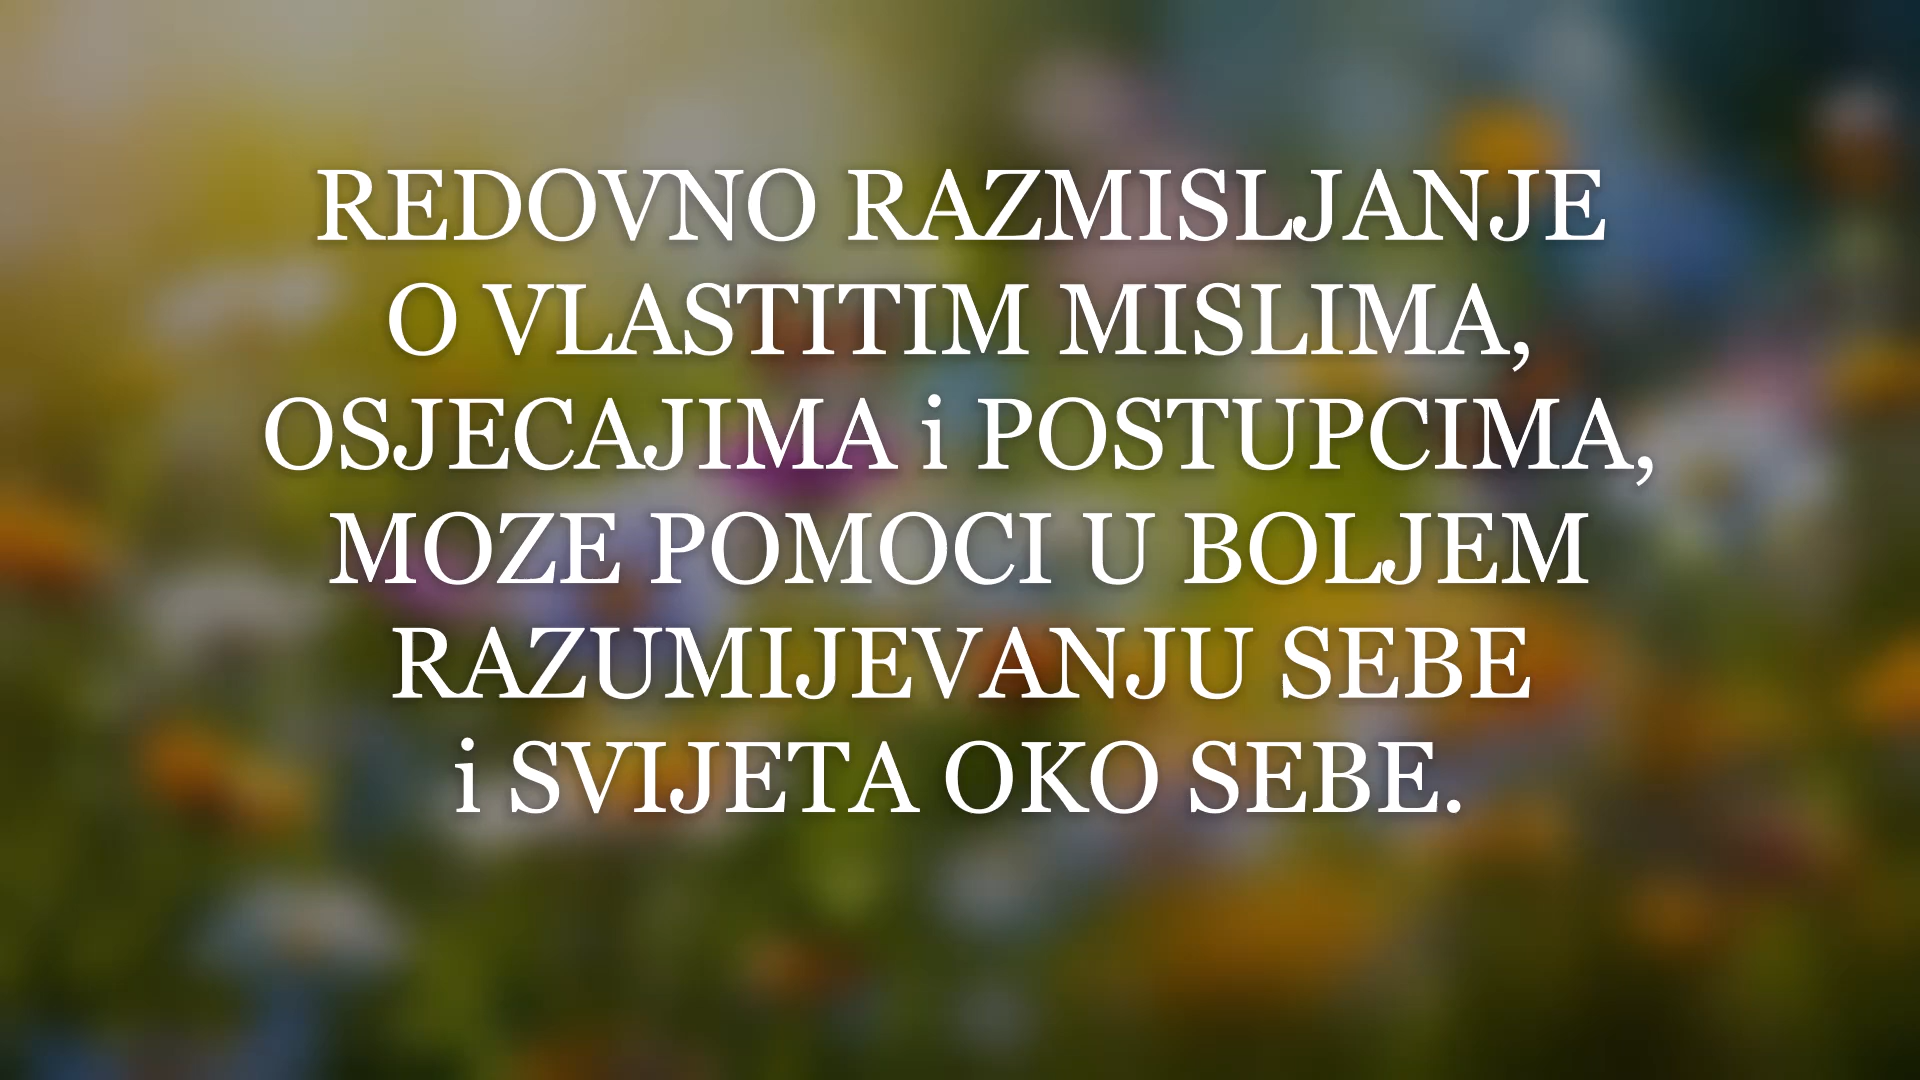 REDOVNO RAZMISLJANJE
O VLASTITIM MISLIMA,
OSJECAJIMA i POSTUPCIMA,
MOZE POMOCI U BOLJEM
RAZUMIJEVANJU SEBE
i SVIJETA OKO SEBE.